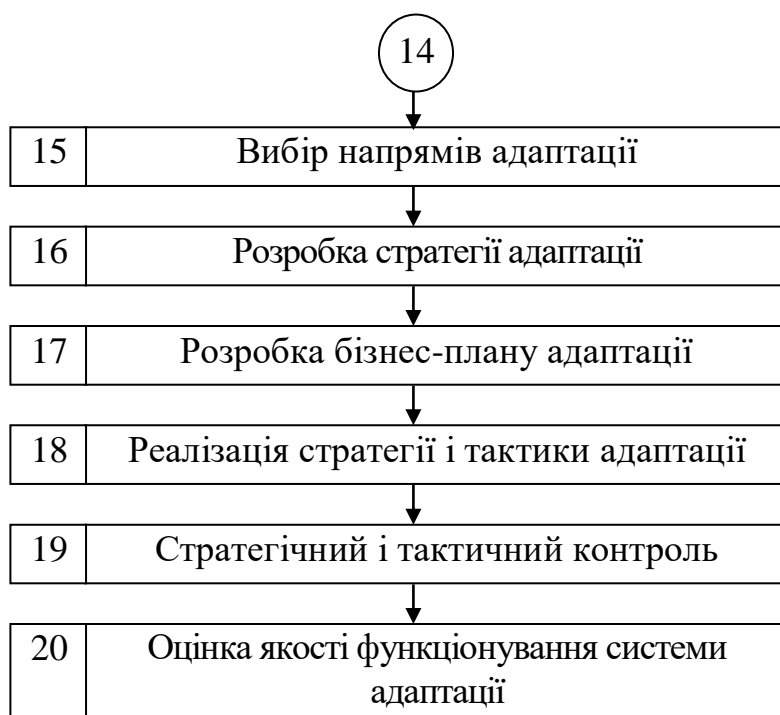 14
15 Вибір напрямів адаптації
16 Розробка стратегії адаптації
17 Розробка бізнес-плану адаптації
18 Реалізація стратегії і тактики адаптації
19 Стратегічний і тактичний контроль
20 Оцінка якості функціонування системи
адаптації